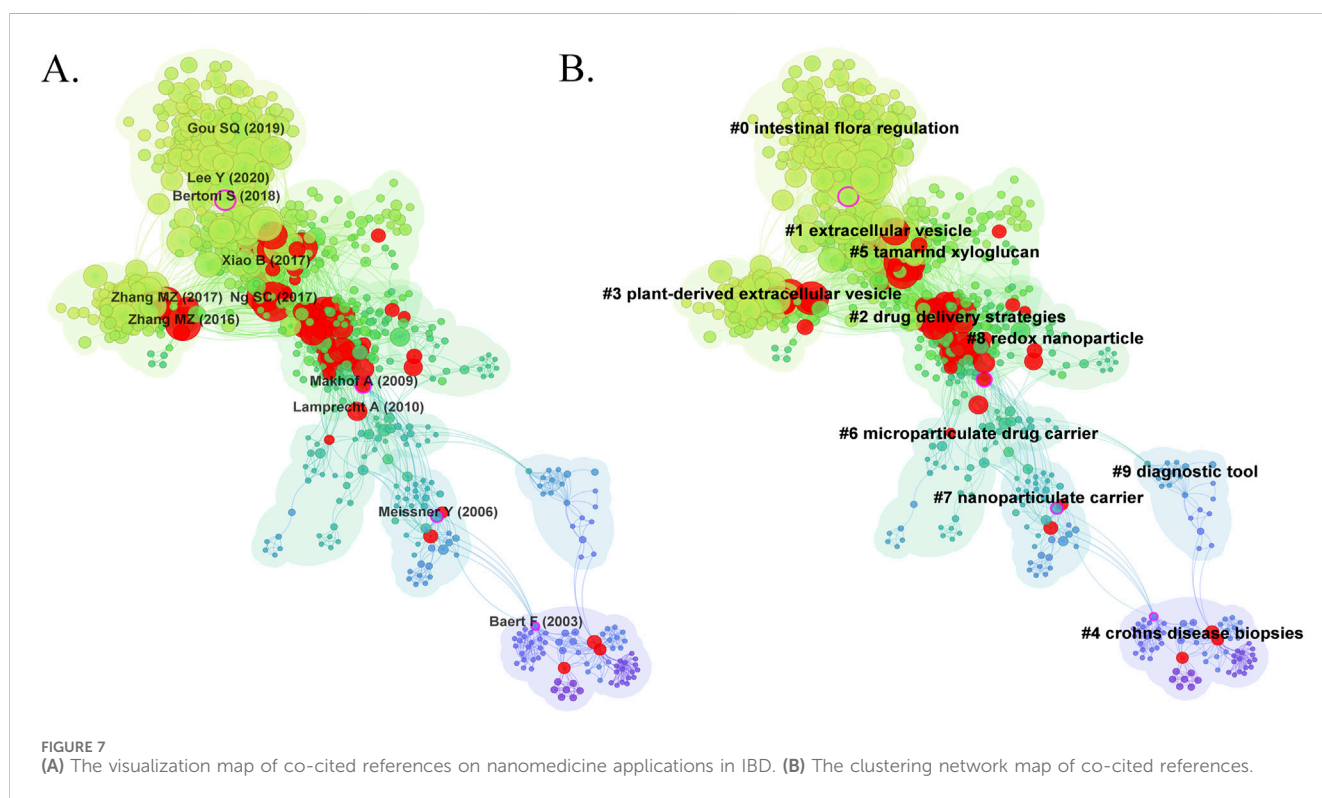 A.
Gou SQ (2019)
Lee Y (2020)
Bertoni S (2018)
Xiao B (2017)
Zhang MZ (2017)
Ng SC (2017)
Zhang MZ (2016)
Makhof A (2009)
Lamprecht A (2010)
Meissner Y (2006)
Baert F (2003)
B.
#0 intestinal flora regulation
#1 extracellular vesicle
#5 tamarind xyloglucan
#3 plant-derived extracellular vesicle
#2 drug delivery strategies
#8 redox nanoparticle
#6 microparticulate drug carrier
#9 diagnostic tool
#7 nanoparticulate carrier
#4 crohns disease biopsies
FIGURE 7
(A) The visualization map of co-cited references on nanomedicine applications in IBD. (B) The clustering network map of co-cited references.